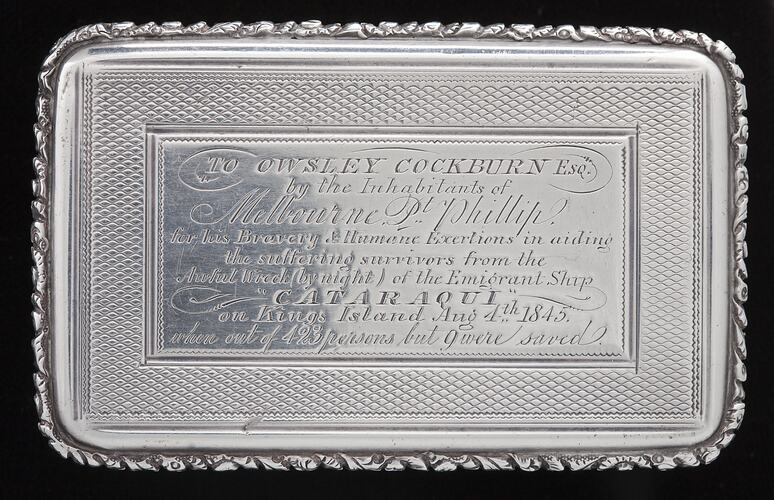 TO OWSLEY COCKBURN ESQ.
by the Inhabitants of
Melbourne Pt. Phillip,
for his Bravery & Humane Excertions in aiding
the suffering survivors from the
Awful Wreck (by night) of the Emigrant Ship
"CATARAQUI"
on Kings Island Aug 4th 1845.
when out of 423 persons, but 9 were saved.